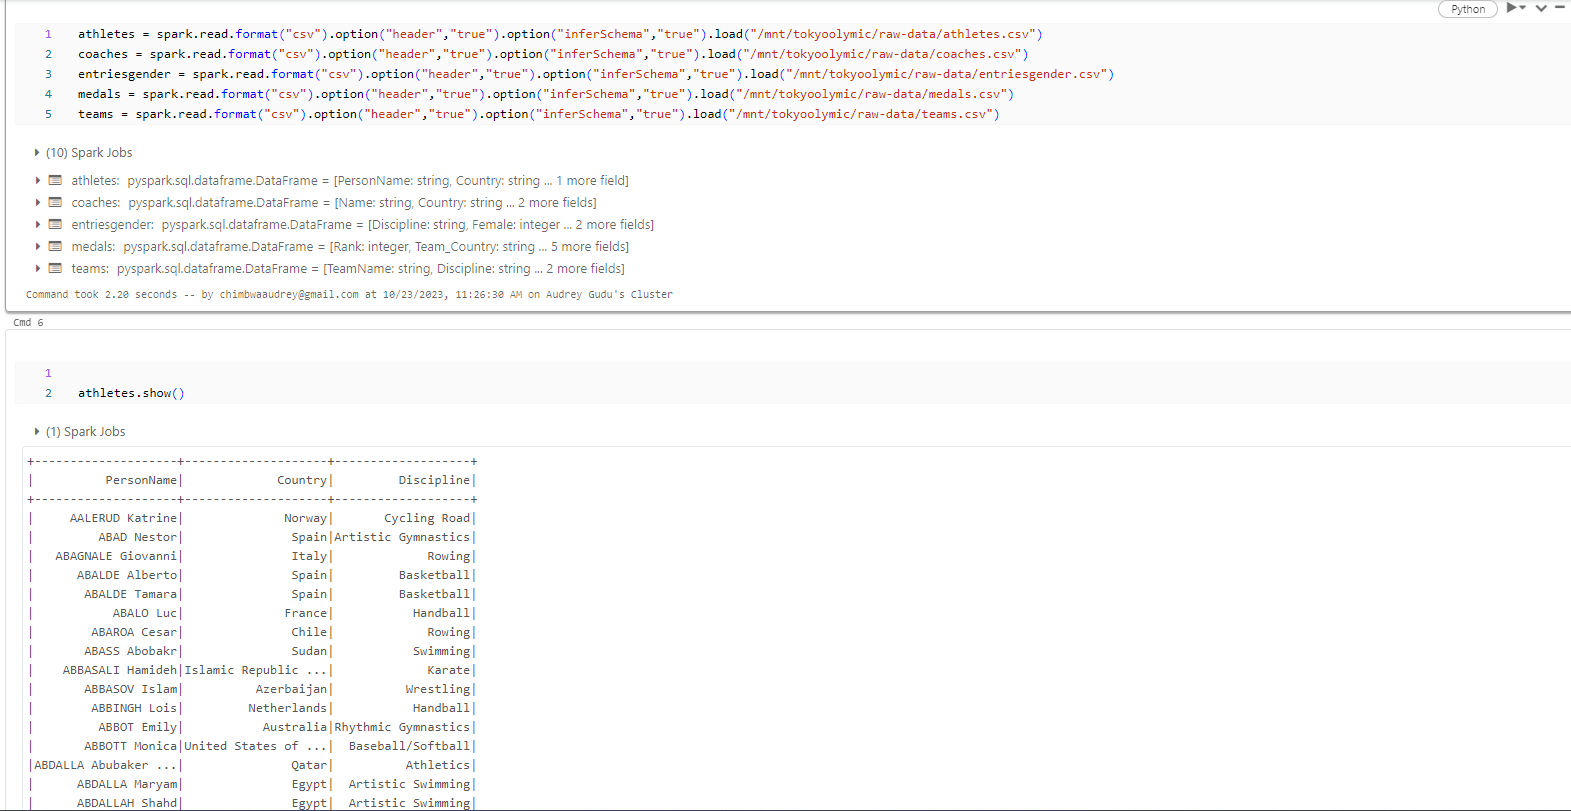 Python
1 athletes = spark.read.format("csv").option("header","true").option("inferSchema","true").load("/mnt/tokyoolymic/raw-data/athletes.csv")
2 coaches = spark.read.format("csv").option("header","true").option("inferSchema","true").load("/mnt/tokyoolymic/raw-data/coaches.csv")
3 entriesgender = spark.read.format("csv").option("header","true").option("inferSchema","true").load("/mnt/tokyoolymic/raw-data/entriesgender.csv")
4 medals = spark.read.format("csv").option("header","true").option("inferSchema","true").load("/mnt/tokyoolymic/raw-data/medals.csv")
5 teams = spark.read.format("csv").option("header","true").option("inferSchema","true").load("/mnt/tokyoolymic/raw-data/teams.csv")
(10) Spark Jobs
athletes: pyspark.sql.dataframe.DataFrame = [PersonName: string, Country: string ... 1 more field]
coaches: pyspark.sql.dataframe.DataFrame = [Name: string, Country: string ... 2 more fields]
entriesgender: pyspark.sql.dataframe.DataFrame = [Discipline: string, Female: integer ... 2 more fields]
medals: pyspark.sql.dataframe.DataFrame = [Rank: integer, Team_Country: string ... 5 more fields]
teams: pyspark.sql.dataframe.DataFrame = [TeamName: string, Discipline: string ... 2 more fields]
Command took 2.20 seconds -- by chimbwaaudrey@gmail.com at 10/23/2023, 11:26:30 AM on Audrey Gudu's Cluster
Cmd 6
1
2 athletes.show()
(1) Spark Jobs
+--------------------+--------------------+-------------------+
| PersonName| Country| Discipline|
+--------------------+--------------------+-------------------+
| AALERUD Katrine| Norway| Cycling Road|
| ABAD Nestor| Spain|Artistic Gymnastics|
| ABAGNALE Giovanni| Italy| Rowing|
| ABALDE Alberto| Spain| Basketball|
| ABALDE Tamara| Spain| Basketball|
| ABALO Luc| France| Handball|
| ABAROA Cesar| Chile| Rowing|
| ABASS Abobakr| Sudan| Swimming|
| ABBASALI Hamideh|Islamic Republic ...| Karate|
| ABBASOV Islam| Azerbaijan| Wrestling|
| ABBINGH Lois| Netherlands| Handball|
| ABBOT Emily| Australia|Rhythmic Gymnastics|
| ABBOTT Monica|United States of ...| Baseball/Softball|
|ABDALLA Abubaker ...| Qatar| Athletics|
| ABDALLA Maryam| Egypt| Artistic Swimming|
| ABDALLAH Shahd| Egypt| Artistic Swimming|